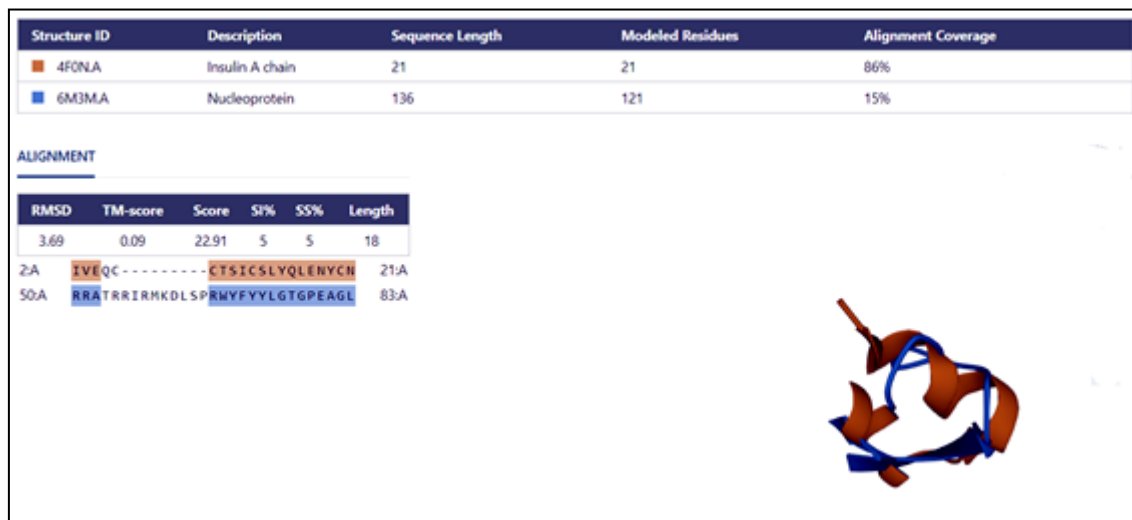 Structure ID Description Sequence Length Modeled Residues Alignment Coverage
4F0N.A Insulin A chain 21 21 86%
6M3M.A Nucleoprotein 136 121 15%
ALIGNMENT
RMSD TM-score Score SI% SS% Length
3.69 0.09 22.91 5 5 18
2:A IVEQC---------CTSICSLYQLENYCN 21:A
50:A RRATRRIRMKDLSPRWYFYYLGTGPEAGL 83:A